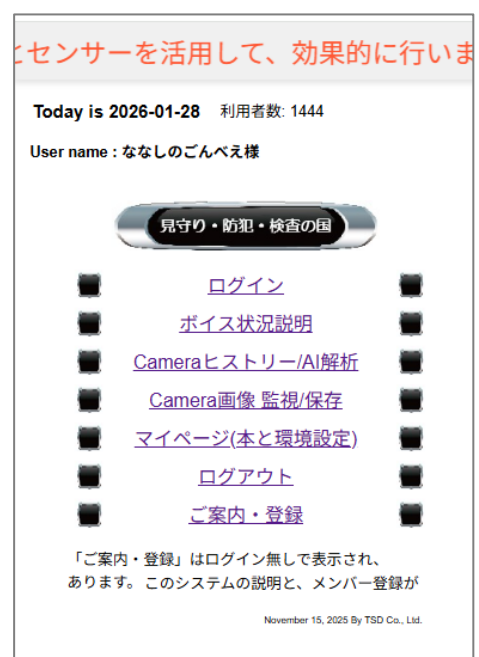 とセンサーを活用して、効果的に行いま
Today is 2026-01-28 利用者数: 1444
User name : ななしのごんべえ様
見守り・防犯・検査の国
ログイン
ボイス状況説明
Cameraヒストリー/AI解析
Camera画像 監視/保存
マイページ(本と環境設定)
ログアウト
ご案内・登録
「ご案内・登録」はログイン無しで表示され、
あります。このシステムの説明と、メンバー登録が
November 15, 2025 By TSD Co., Ltd.